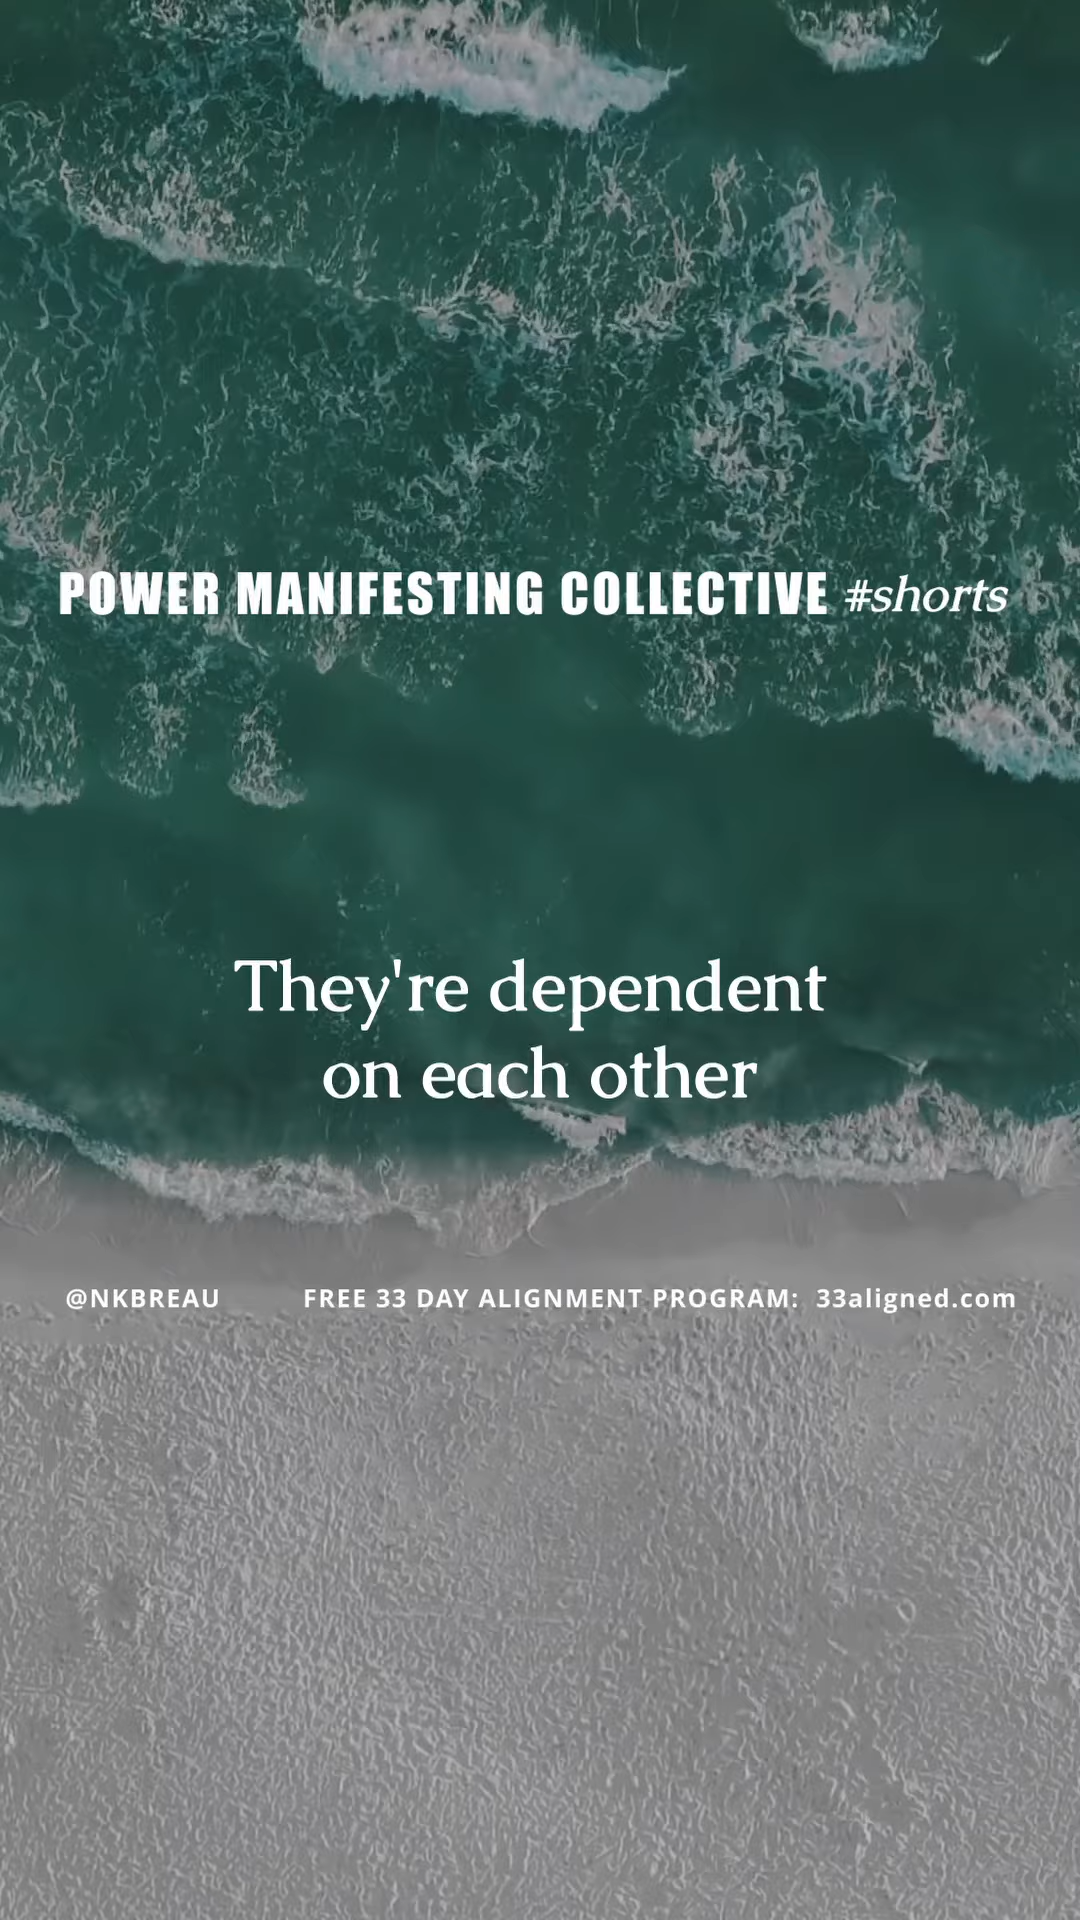 POWER MANIFESTING COLLECTIVE #shorts
They're dependent
on each other
@NKBREAU FREE 33 DAY ALIGNMENT PROGRAM: 33aligned.com